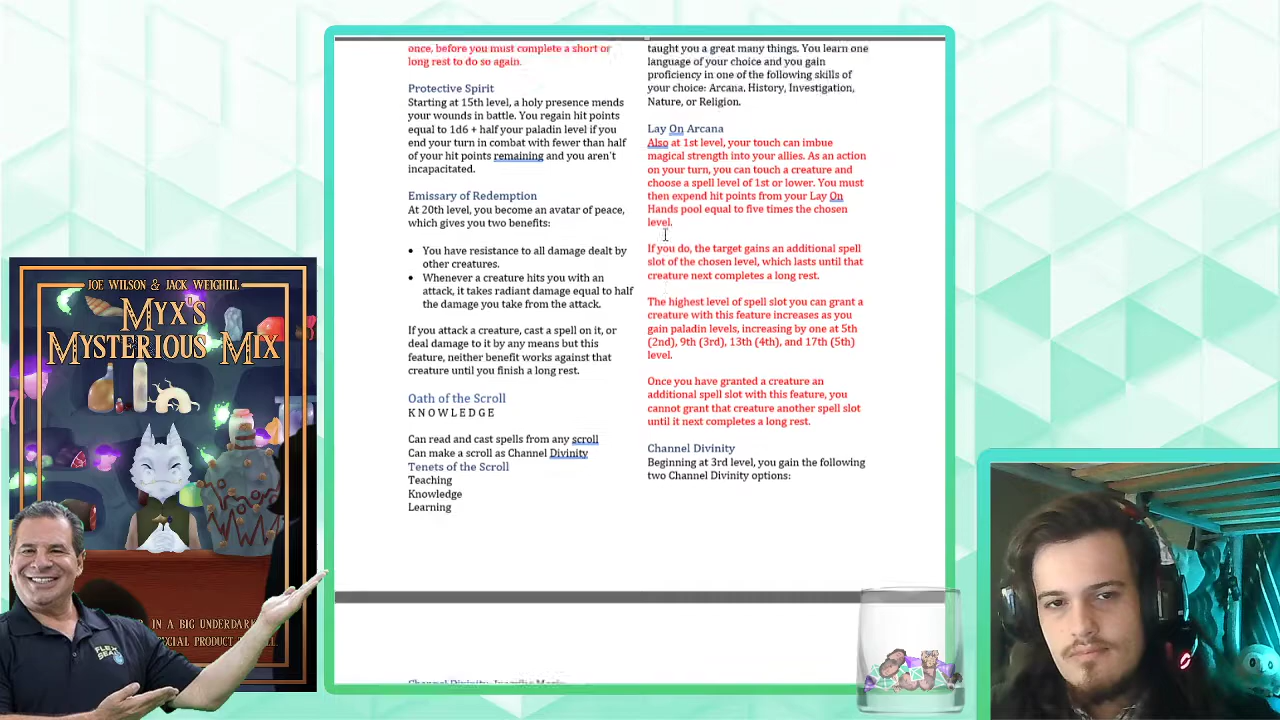 JOE WILSON & JACK WEIGHILL
MYX'S
MYSTERIOUS MIX
IN A BIG UNDERDARK
FLEX
SEAL
once, before you must complete a short or
long rest to do so again.
Protective Spirit
Starting at 15th level, a holy presence mends
your wounds in battle. You regain hit points
equal to 1d6 + half your paladin level if you
end your turn in combat with fewer than half
of your hit points remaining and you aren't
incapacitated.
Emissary of Redemption
At 20th level, you become an avatar of peace,
which gives you two benefits:
• You have resistance to all damage dealt by
other creatures.
• Whenever a creature hits you with an
attack, it takes radiant damage equal to half
the damage you take from the attack.
If you attack a creature, cast a spell on it, or
deal damage to it by any means but this
feature, neither benefit works against that
creature until you finish a long rest.
Oath of the Scroll
K N O W L E D G E
Can read and cast spells from any scroll
Can make a scroll as Channel Divinity
Tenets of the Scroll
Teaching
Knowledge
Learning
taught you a great many things. You learn one
language of your choice and you gain
proficiency in one of the following skills of
your choice: Arcana, History, Investigation,
Nature, or Religion.
Lay On Arcana
Also at 1st level, your touch can imbue
magical strength into your allies. As an action
on your turn, you can touch a creature and
choose a spell level of 1st or lower. You must
then expend hit points from your Lay On
Hands pool equal to five times the chosen
level.
If you do, the target gains an additional spell
slot of the chosen level, which lasts until that
creature next completes a long rest.
The highest level of spell slot you can grant a
creature with this feature increases as you
gain paladin levels, increasing by one at 5th
(2nd), 9th (3rd), 13th (4th), and 17th (5th)
level.
Once you have granted a creature an
additional spell slot with this feature, you
cannot grant that creature another spell slot
until it next completes a long rest.
Channel Divinity
Beginning at 3rd level, you gain the following
two Channel Divinity options: